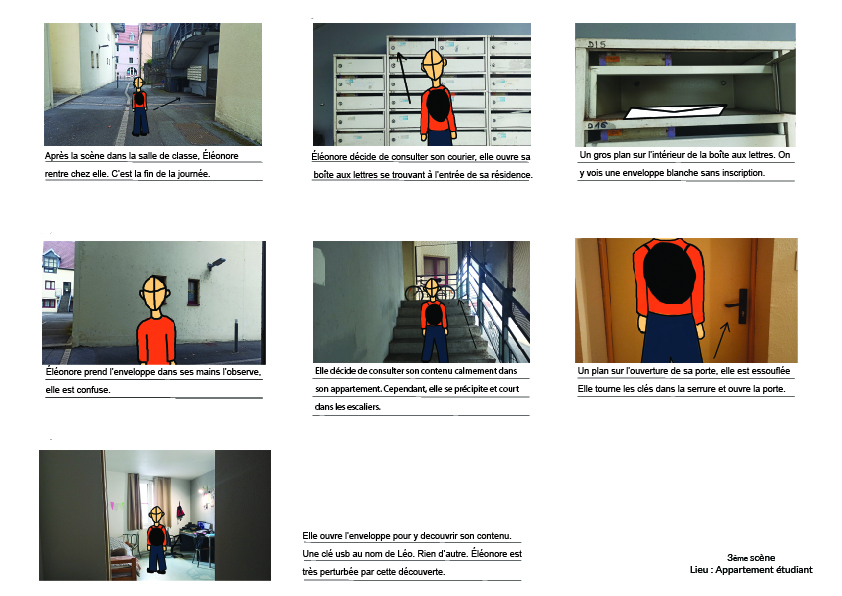 Après la scène dans la salle de classe, Éléonore
rentre chez elle. C'est la fin de la journée.
Éléonore décide de consulter son courier, elle ouvre sa
boîte aux lettres se trouvant à l'entrée de sa résidence.
D15
D16
Un gros plan sur l'intérieur de la boîte aux lettres. On
y vois une enveloppe blanche sans inscription.
Éléonore prend l'enveloppe dans ses mains l'observe,
elle est confuse.
Elle décide de consulter son contenu calmement dans
son appartement. Cependant, elle se précipite et court
dans les escaliers.
Un plan sur l'ouverture de sa porte, elle est essouflée
Elle tourne les clés dans la serrure et ouvre la porte.
Elle ouvre l'enveloppe pour y decouvrir son contenu.
Une clé usb au nom de Léo. Rien d'autre. Éléonore est
très perturbée par cette découverte.
3ème scène
Lieu : Appartement étudiant